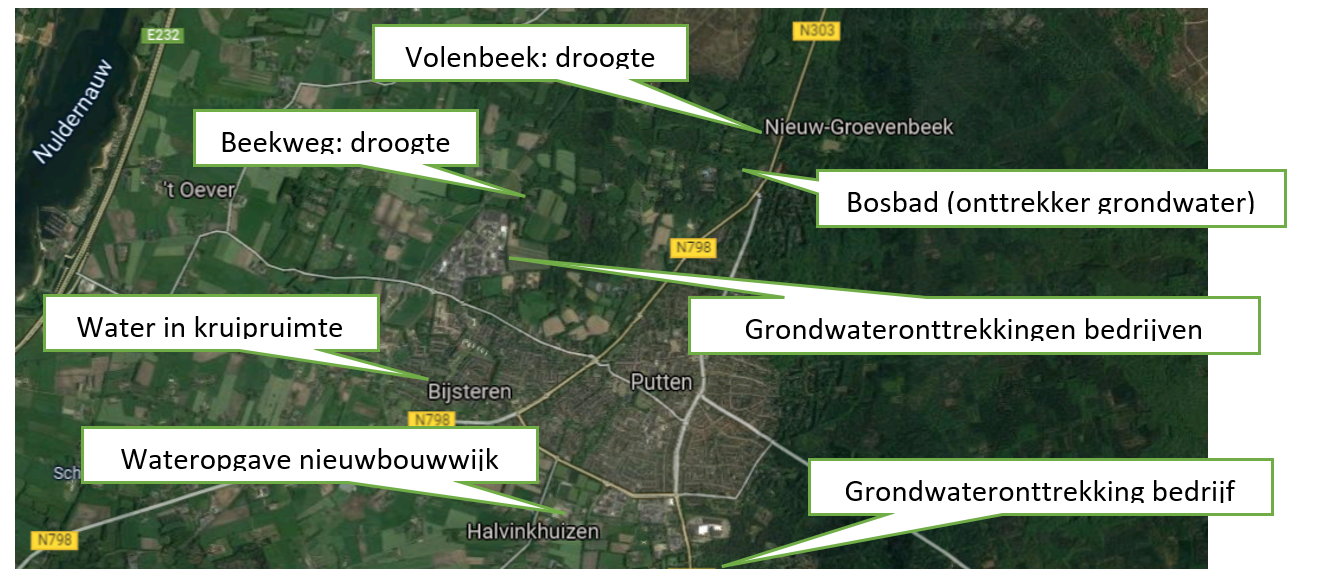 E232
N303
Volenbeek: droogte
Nuldernauw
Nieuw-Groevenbeek
Beekweg: droogte
't Oever
Bosbad (onttrekker grondwater)
N798
Water in kruipruimte
Grondwateronttrekkingen bedrijven
Putten
Bijsteren
N798
Wateropgave nieuwbouwwijk
Sch
Grondwateronttrekking bedrijf
Halvinkhuizen
N798